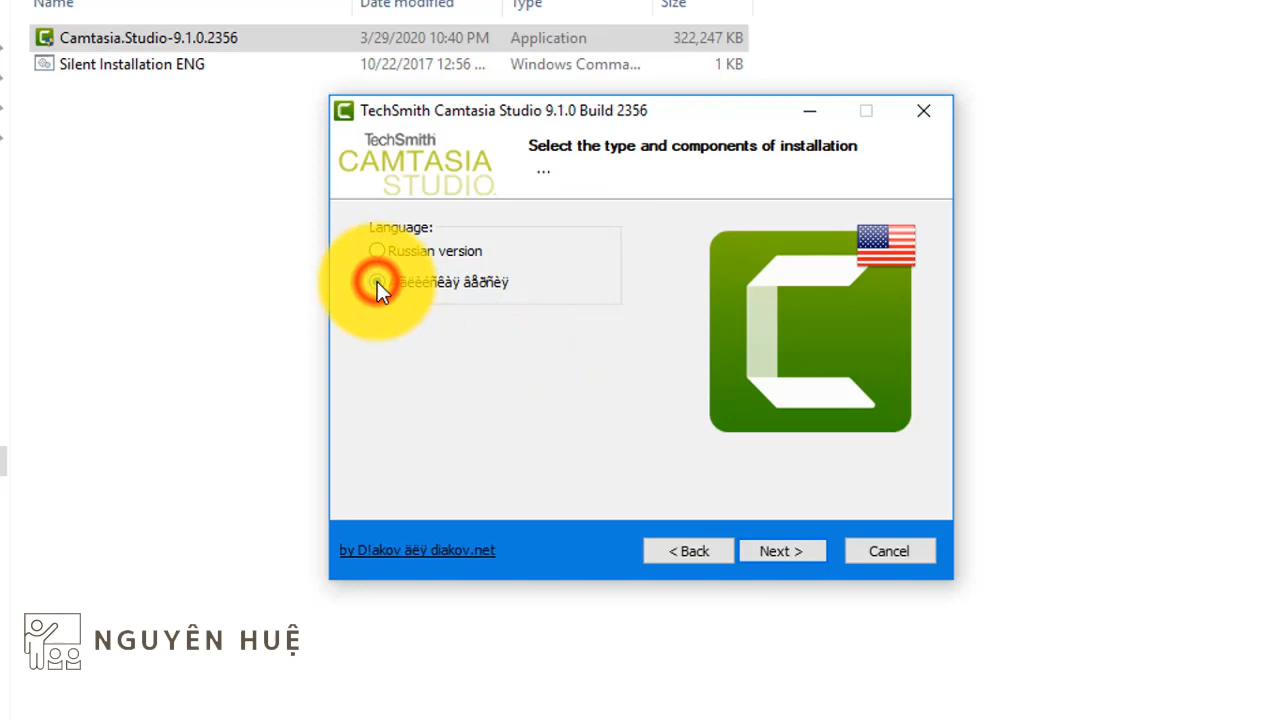 Name Date modified Type Size
Camtasia.Studio-9.1.0.2356 3/29/2020 10:40 PM Application 322,247 KB
Silent Installation ENG 10/22/2017 12:56 ... Windows Comma... 1 KB
TechSmith Camtasia Studio 9.1.0 Build 2356
TechSmith
CAMTASIA
STUDIO
Select the type and components of installation
...
Language:
Russian version
âåðñèÿ
by D!akov äëÿ diakov.net
< Back Next > Cancel
NGUYÊN HUỆ